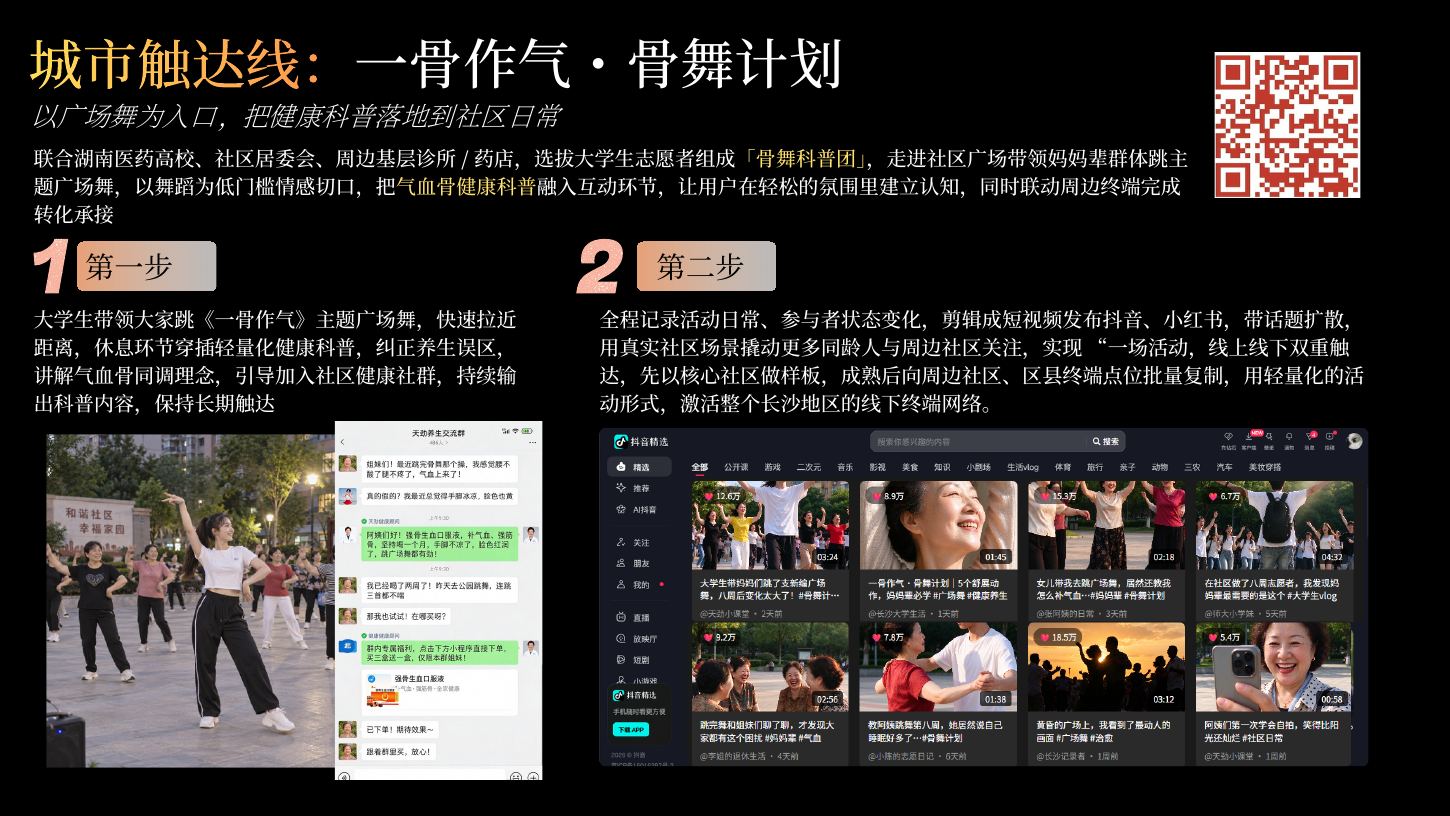 城市触达线：一骨作气·骨舞计划
以广场舞为入口，把健康科普落地到社区日常
联合湖南医药高校、社区居委会、周边基层诊所 / 药店，选拔大学生志愿者组成「骨舞科普团」，走进社区广场带领妈妈辈群体跳主
题广场舞，以舞蹈为低门槛情感切口，把气血骨健康科普融入互动环节，让用户在轻松的氛围里建立认知，同时联动周边终端完成
转化承接
1 第一步
大学生带领大家跳《一骨作气》主题广场舞，快速拉近
距离，休息环节穿插轻量化健康科普，纠正养生误区，
讲解气血骨同调理念，引导加入社区健康社群，持续输
出科普内容，保持长期触达
和谐社区
幸福家园
天劲养生交流群
姐妹们！最近跳完骨舞那个操，我感觉腰不
酸了腿不疼了，气血上来了！
真的假的？我最近总觉得手脚冰凉，脸色也黄
上午9:30
天劲健康顾问
阿姨们好！强骨生血口服液，补气血、强筋
骨，坚持喝一个月，手脚不凉了，脸色红润
了，跳广场舞都有劲！
上午9:30
我已经喝了两周了！昨天去公园跳舞，连跳
三首都不喘
那我也试试！在哪买呀？
健康健康顾问
群内专属福利，点击下方小程序直接下单，
买三盒送一盒，仅限本群姐妹！
强骨生血口服液
已下单！期待效果～
跟着群里买，放心！
2 第二步
全程记录活动日常、参与者状态变化，剪辑成短视频发布抖音、小红书，带话题扩散，
用真实社区场景撬动更多同龄人与周边社区关注，实现 “一场活动，线上线下双重触
达，先以核心社区做样板，成熟后向周边社区、区县终端点位批量复制，用轻量化的活
动形式，激活整个长沙地区的线下终端网络。
抖音精选
搜索你感兴趣的内容
搜索
精选
推荐
AI抖音
关注
朋友
我的
直播
放映厅
短剧
小游戏
抖音精选
手机随时看更方便
下载 APP
2026 © 抖音
全部 公开课 游戏 二次元 音乐 影视 美食 知识 小剧场 生活vlog 体育 旅行 亲子 动物 三农 汽车 美妆穿搭
12.6万 03:24
大学生带妈妈们跳了支新编广场
舞，八周后变化太大了！#骨舞计…
@天劲小课堂 · 2天前
8.9万 01:45
一骨作气·骨舞计划｜5个舒展动
作，妈妈辈必学 #广场舞 #健康养生
@长沙大学生活 · 1天前
15.3万 02:18
女儿带我去跳广场舞，居然还教我
怎么补气血…#妈妈辈 #骨舞计划
@张阿姨的日常 · 3天前
6.7万 04:32
在社区做了八周志愿者，我发现妈
妈辈最需要的是这个 #大学生vlog
@师大小学妹 · 5天前
9.2万 02:56
跳完舞和姐妹们聊了聊，才发现大
家都有这个困扰 #妈妈辈 #气血
@李姐的退休生活 · 4天前
7.8万 01:38
教阿姨跳舞第八周，她居然说自己
睡眠好多了…#骨舞计划
@小陈的志愿日记 · 6天前
18.5万 03:12
黄昏的广场上，我看到了最动人的
画面 #广场舞 #治愈
@长沙记录者 · 1周前
5.4万 00:58
阿姨们第一次学会自拍，笑得比阳
光还灿烂 #社区日常
@天劲小课堂 · 1周前